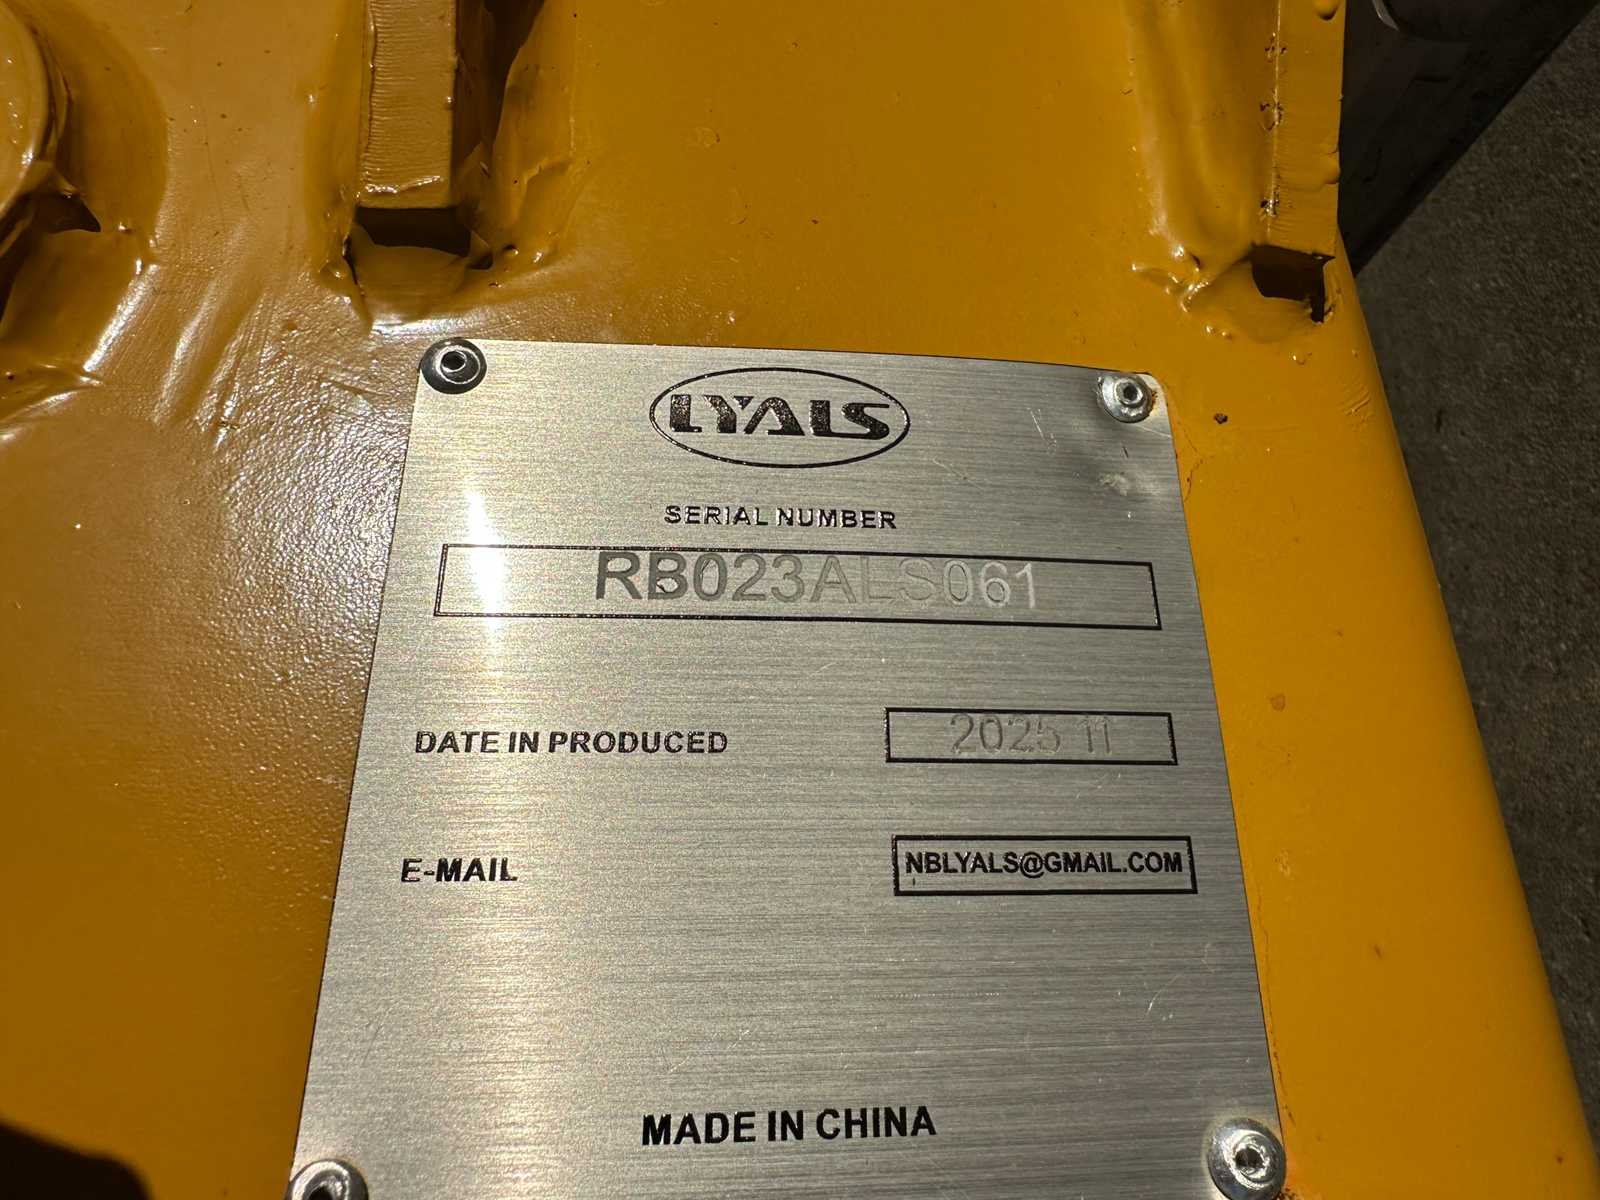 LYALS
SERIAL NUMBER
RB023ALS061
DATE IN PRODUCED
2025 11
E-MAIL
NBLYALS@GMAIL.COM
MADE IN CHINA